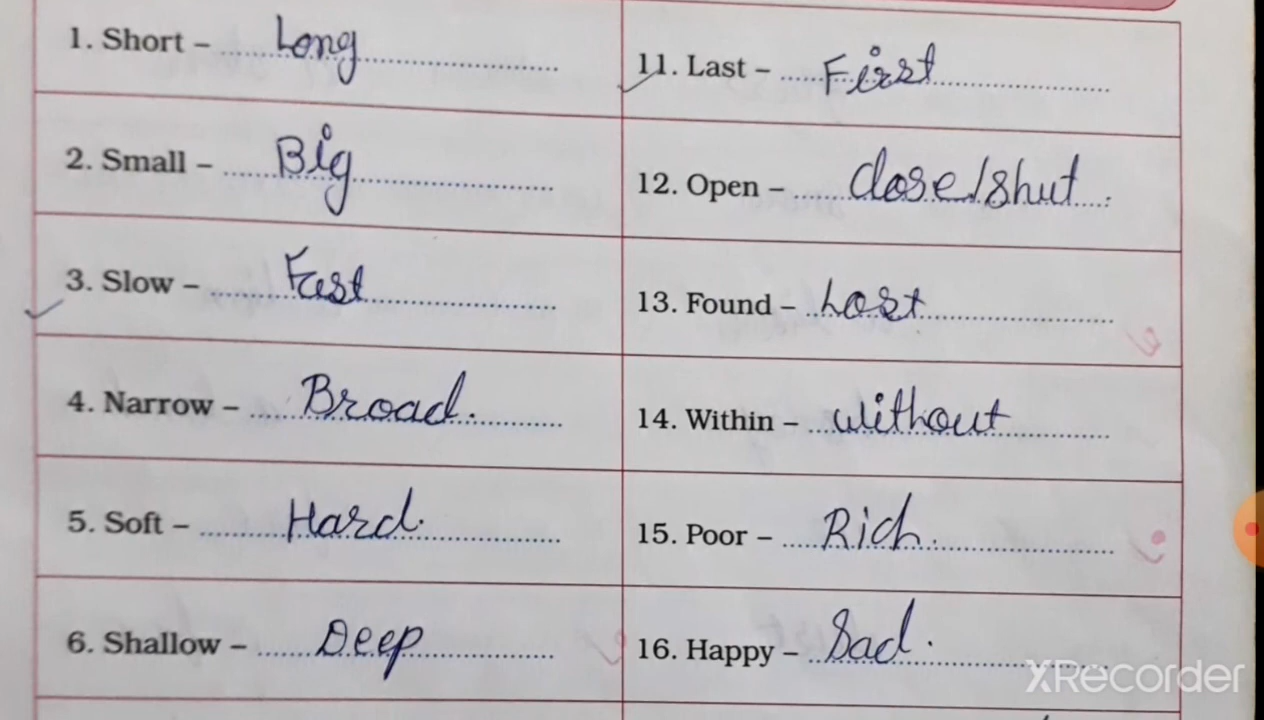 1. Short – Long
2. Small – Big
3. Slow – Fast
4. Narrow – Broad.
5. Soft – Hard.
6. Shallow – Deep
11. Last – First
12. Open – close/shut
13. Found – Lost
14. Within – without
15. Poor – Rich.
16. Happy – Sad.
XRecorder